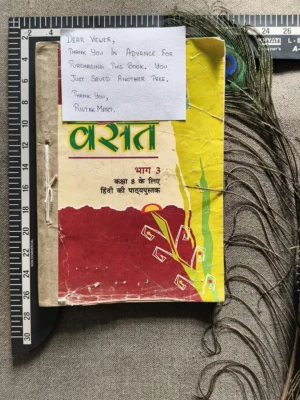 DEAR VIEWER,
THANK YOU IN ADVANCE FOR
PURCHASING THIS BOOK. YOU
JUST SAVED ANOTHER TREE.
THANK YOU,
PUSTAK MART.
वसंत
भाग 3
कक्षा 8 के लिए
हिंदी की पाठ्यपुस्तक